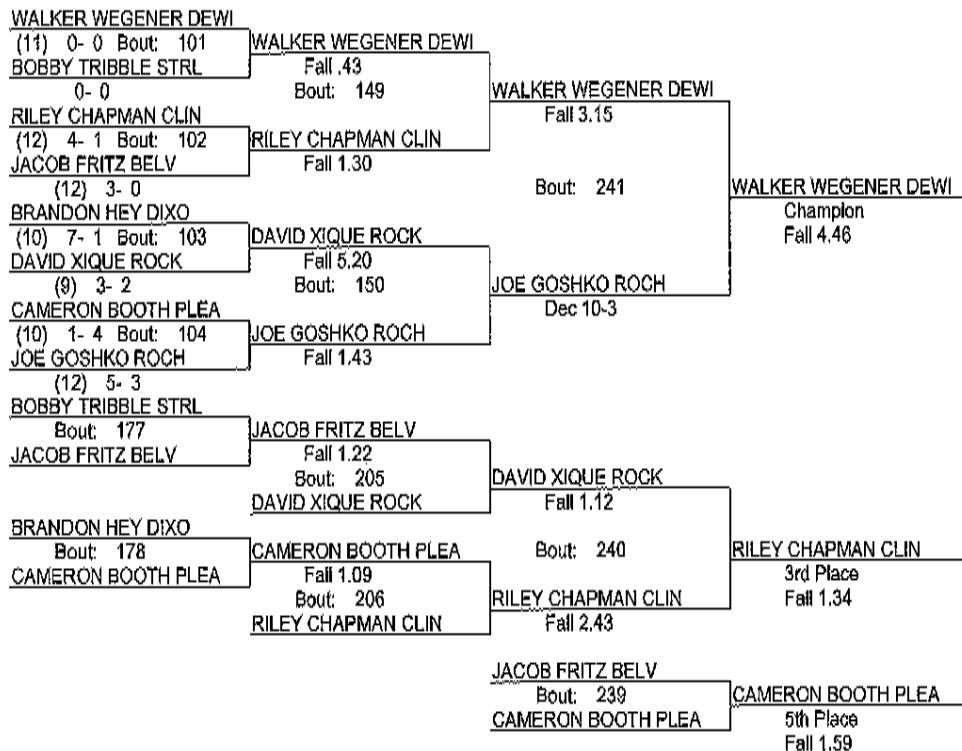 WALKER WEGENER DEWI
(11) 0- 0 Bout: 101
BOBBY TRIBBLE STRL
0- 0
RILEY CHAPMAN CLIN
(12) 4- 1 Bout: 102
JACOB FRITZ BELV
(12) 3- 0
BRANDON HEY DIXO
(10) 7- 1 Bout: 103
DAVID XIQUE ROCK
(9) 3- 2
CAMERON BOOTH PLEA
(10) 1- 4 Bout: 104
JOE GOSHKO ROCH
(12) 5- 3
WALKER WEGENER DEWI
Fall .43
Bout: 149
RILEY CHAPMAN CLIN
Fall 1.30
DAVID XIQUE ROCK
Fall 5.20
Bout: 150
JOE GOSHKO ROCH
Fall 1.43
WALKER WEGENER DEWI
Fall 3.15
Bout: 241
JOE GOSHKO ROCH
Dec 10-3
WALKER WEGENER DEWI
Champion
Fall 4.46
BOBBY TRIBBLE STRL
Bout: 177
JACOB FRITZ BELV
BRANDON HEY DIXO
Bout: 178
CAMERON BOOTH PLEA
JACOB FRITZ BELV
Fall 1.22
Bout: 205
DAVID XIQUE ROCK
CAMERON BOOTH PLEA
Fall 1.09
Bout: 206
RILEY CHAPMAN CLIN
DAVID XIQUE ROCK
Fall 1.12
Bout: 240
RILEY CHAPMAN CLIN
Fall 2.43
RILEY CHAPMAN CLIN
3rd Place
Fall 1.34
JACOB FRITZ BELV
Bout: 239
CAMERON BOOTH PLEA
CAMERON BOOTH PLEA
5th Place
Fall 1.59